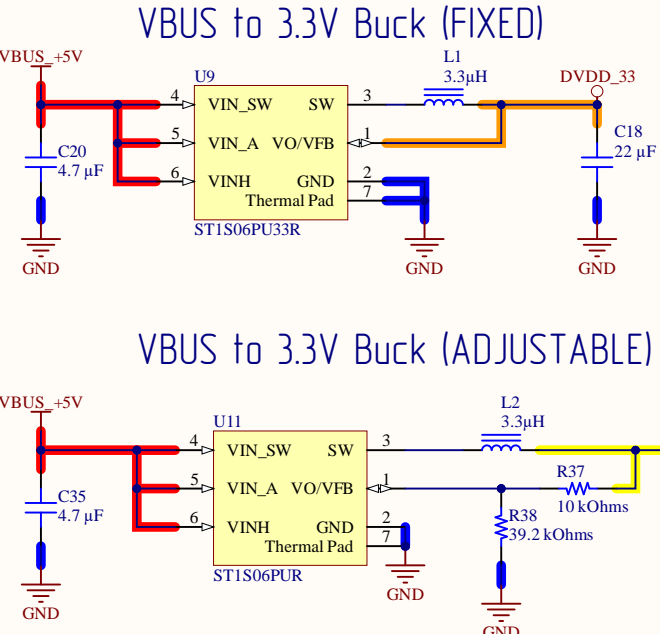 VBUS to 3.3V Buck (FIXED)
VBUS_+5V
U9
L1
3.3µH
DVDD_33
4 VIN_SW SW 3
5 VIN_A VO/VFB 1
6 VINH GND 2
Thermal Pad 7
C20
4.7 µF
C18
22 µF
ST1S06PU33R
GND
GND
GND
VBUS to 3.3V Buck (ADJUSTABLE)
VBUS_+5V
U11
L2
3.3µH
4 VIN_SW SW 3
5 VIN_A VO/VFB 1
6 VINH GND 2
Thermal Pad 7
C35
4.7 µF
R37
10 kOhms
R38
39.2 kOhms
ST1S06PUR
GND
GND
GND